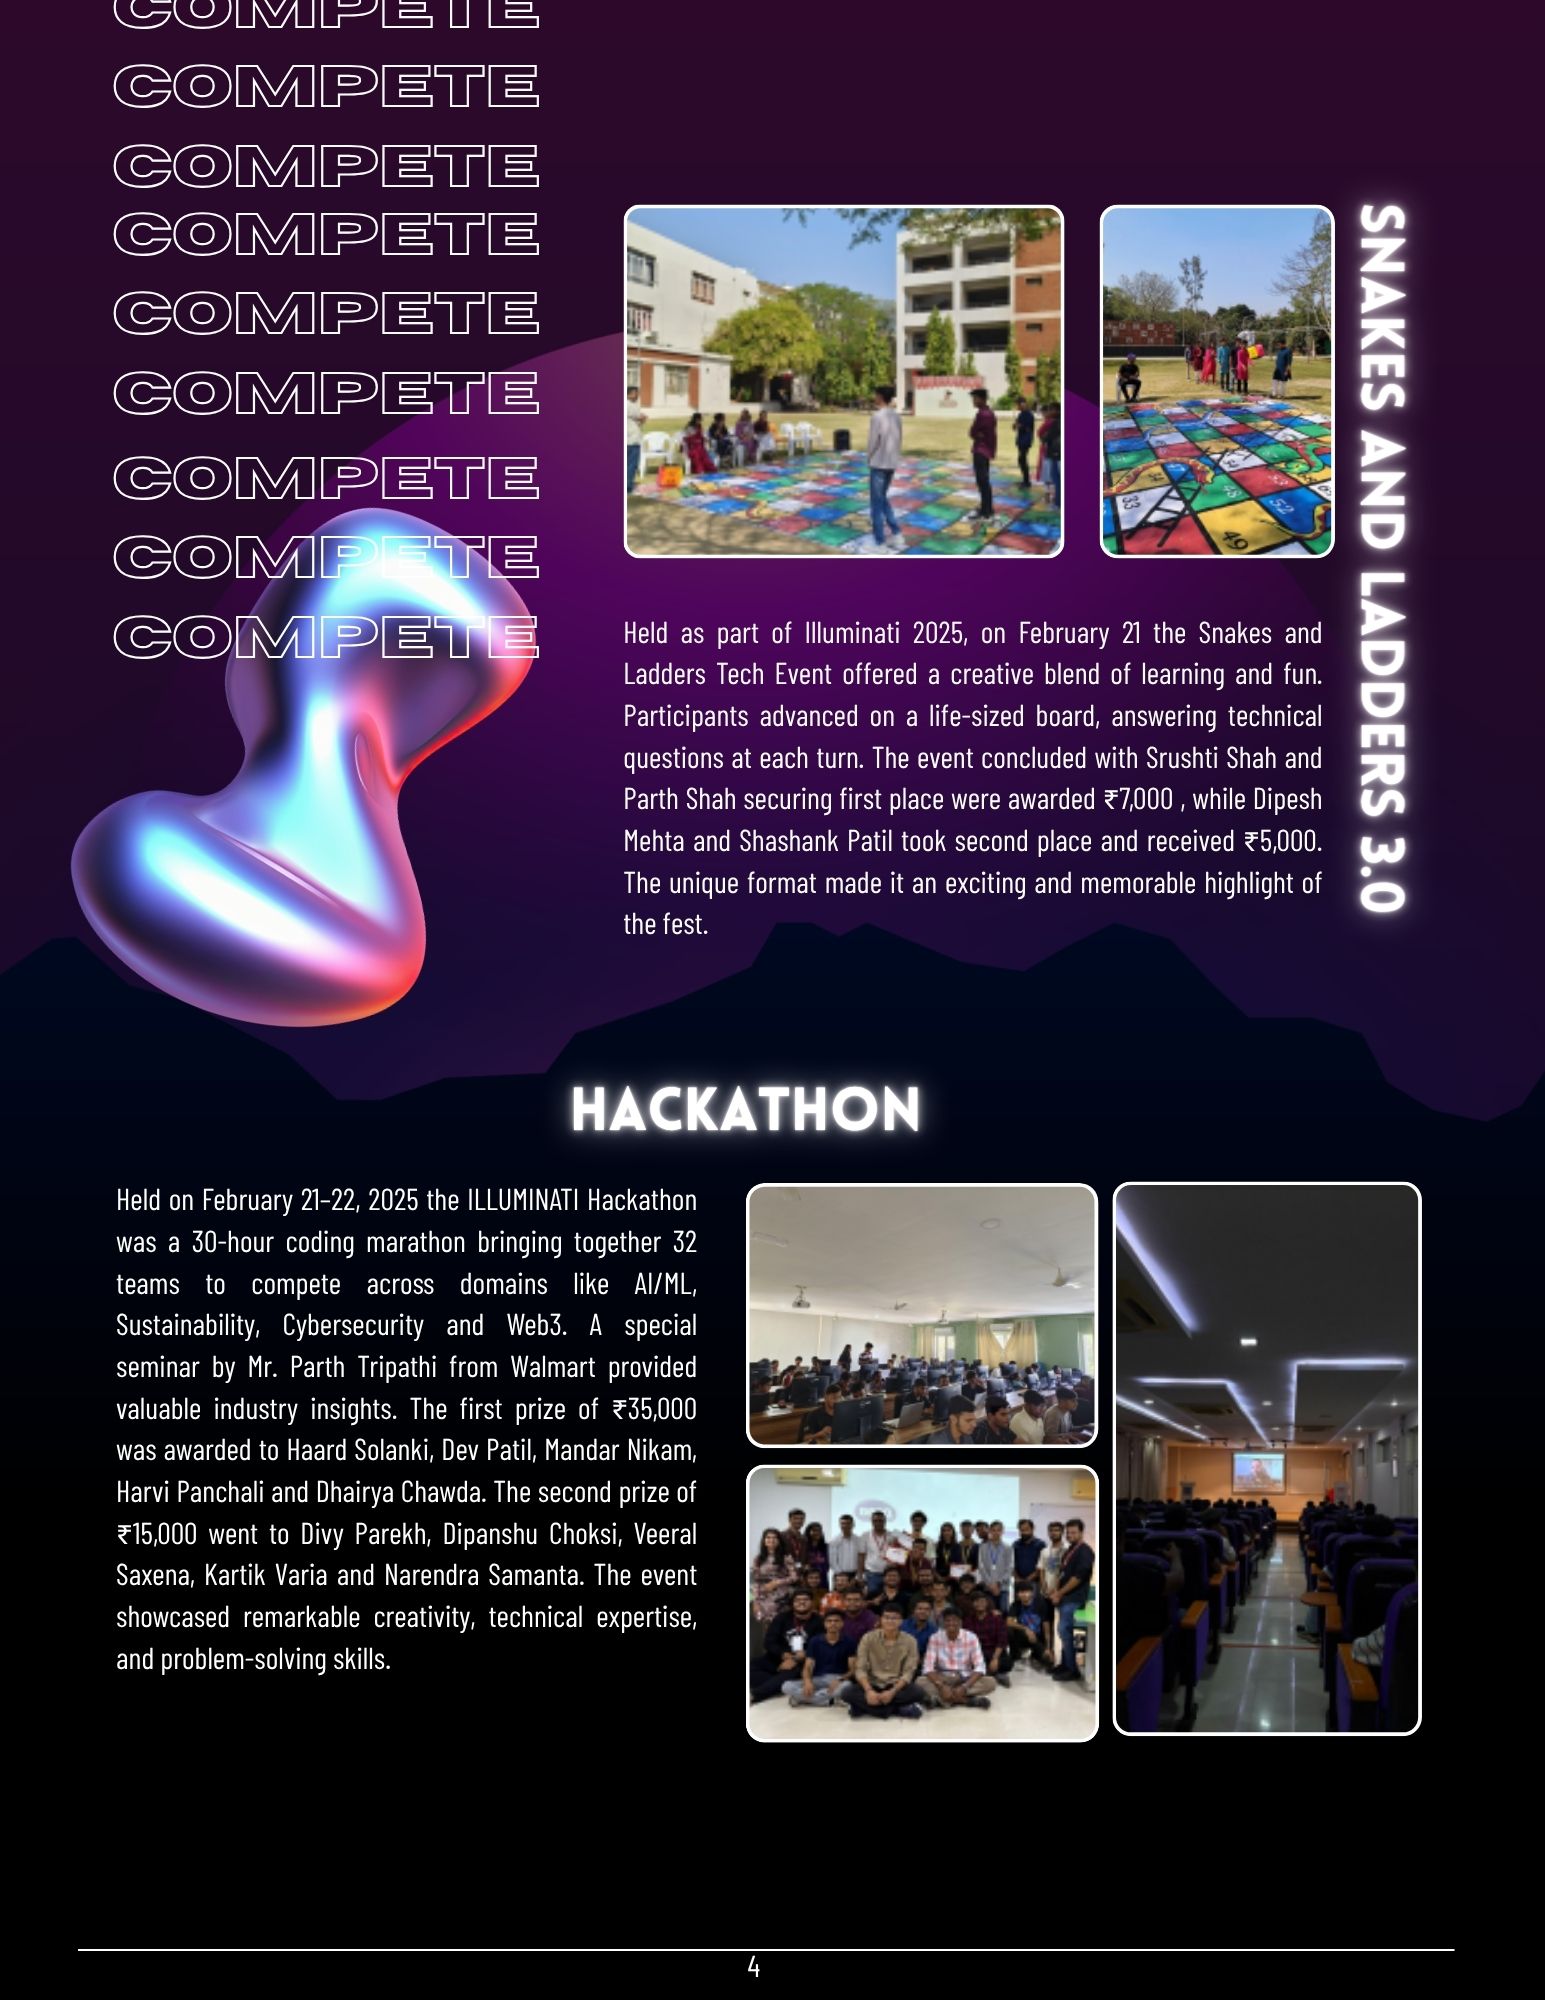 COMPETE
COMPETE
COMPETE
COMPETE
COMPETE
COMPETE
COMPETE
COMPETE
COMPETE
SNAKES AND LADDERS 3.0
33
48
53
52
49
Held as part of Illuminati 2025, on February 21 the Snakes and
Ladders Tech Event offered a creative blend of learning and fun.
Participants advanced on a life-sized board, answering technical
questions at each turn. The event concluded with Srushti Shah and
Parth Shah securing first place were awarded ₹7,000 , while Dipesh
Mehta and Shashank Patil took second place and received ₹5,000.
The unique format made it an exciting and memorable highlight of
the fest.
HACKATHON
Held on February 21–22, 2025 the ILLUMINATI Hackathon
was a 30-hour coding marathon bringing together 32
teams to compete across domains like AI/ML,
Sustainability, Cybersecurity and Web3. A special
seminar by Mr. Parth Tripathi from Walmart provided
valuable industry insights. The first prize of ₹35,000
was awarded to Haard Solanki, Dev Patil, Mandar Nikam,
Harvi Panchali and Dhairya Chawda. The second prize of
₹15,000 went to Divy Parekh, Dipanshu Choksi, Veeral
Saxena, Kartik Varia and Narendra Samanta. The event
showcased remarkable creativity, technical expertise,
and problem-solving skills.
4